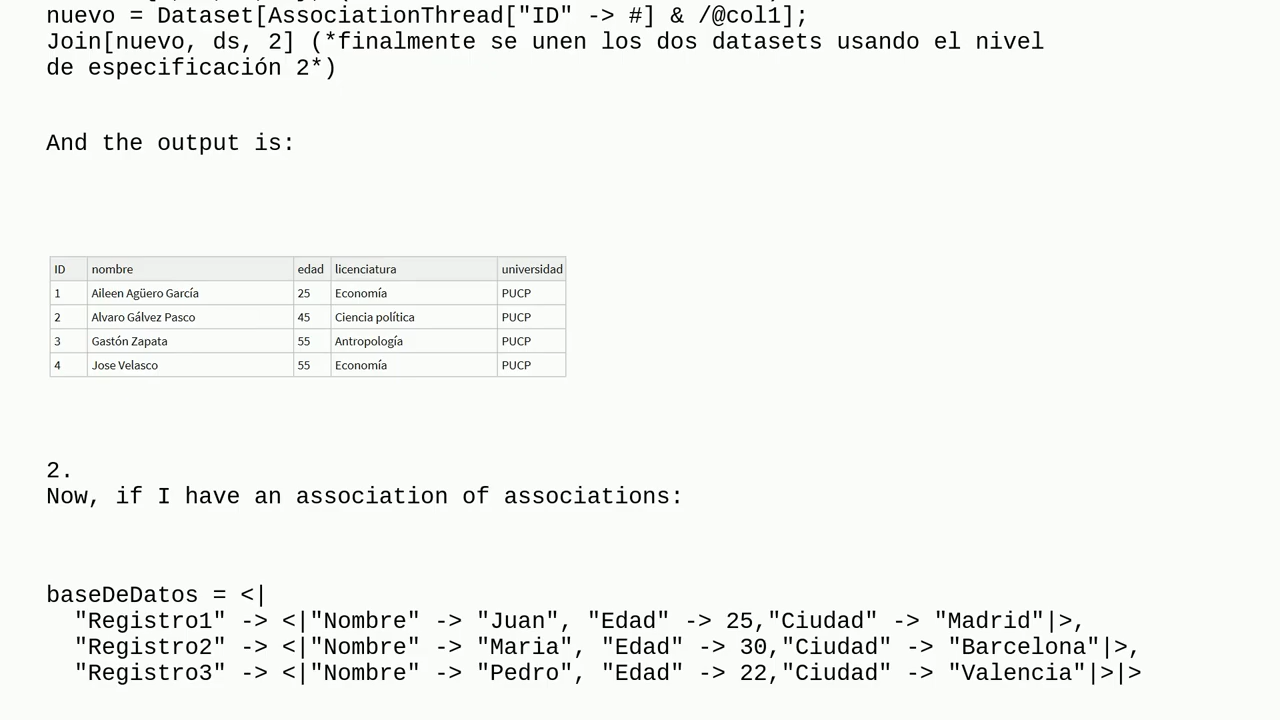 nuevo = Dataset[AssociationThread["ID" -> #] & /@col1];
Join[nuevo, ds, 2] (*finalmente se unen los dos datasets usando el nivel
de especificación 2*)
And the output is:
ID nombre edad licenciatura universidad
1 Aileen Agüero García 25 Economía PUCP
2 Alvaro Gálvez Pasco 45 Ciencia política PUCP
3 Gastón Zapata 55 Antropología PUCP
4 Jose Velasco 55 Economía PUCP
2.
Now, if I have an association of associations:
baseDeDatos = <|
"Registro1" -> <|"Nombre" -> "Juan", "Edad" -> 25,"Ciudad" -> "Madrid"|>,
"Registro2" -> <|"Nombre" -> "Maria", "Edad" -> 30,"Ciudad" -> "Barcelona"|>,
"Registro3" -> <|"Nombre" -> "Pedro", "Edad" -> 22,"Ciudad" -> "Valencia"|>|>